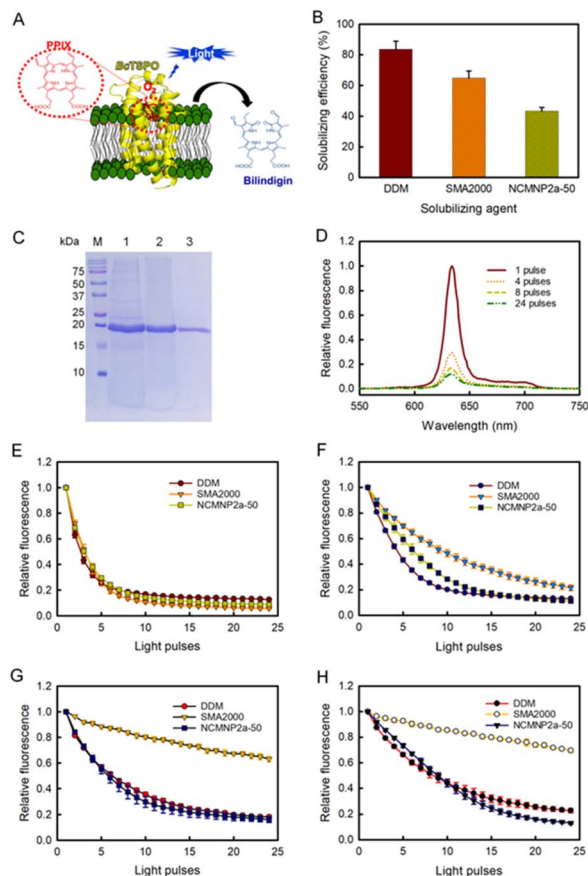 A
PPIX
BcTSPO
Light
O2
Bilindigin
B
Solubilizing efficiency (%)
100
80
60
40
20
0
DDM SMA2000 NCMNP2a-50
Solubilizing agent
C
kDa M 1 2 3
75
50
37
25
20
15
10
D
Relative fluorescence
1.2
1.0
0.8
0.6
0.4
0.2
0.0
1 pulse
4 pulses
8 pulses
24 pulses
550 600 650 700 750
Wavelength (nm)
E
Relative fluorescence
1.2
1.0
0.8
0.6
0.4
0.2
0.0
DDM
SMA2000
NCMNP2a-50
0 5 10 15 20 25
Light pulses
F
Relative fluorescence
1.2
1.0
0.8
0.6
0.4
0.2
0.0
DDM
SMA2000
NCMNP2a-50
0 5 10 15 20 25
Light pulses
G
Relative fluorescence
1.2
1.0
0.8
0.6
0.4
0.2
0.0
DDM
SMA2000
NCMNP2a-50
0 5 10 15 20 25
Light pulses
H
Relative fluorescence
1.2
1.0
0.8
0.6
0.4
0.2
0.0
DDM
SMA2000
NCMNP2a-50
0 5 10 15 20 25
Light pulses